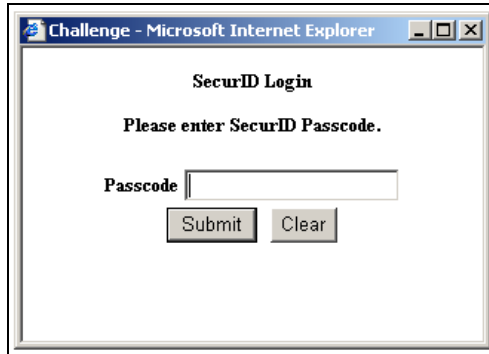 Challenge - Microsoft Internet Explorer
SecurID Login
Please enter SecurID Passcode.
Passcode
Submit Clear